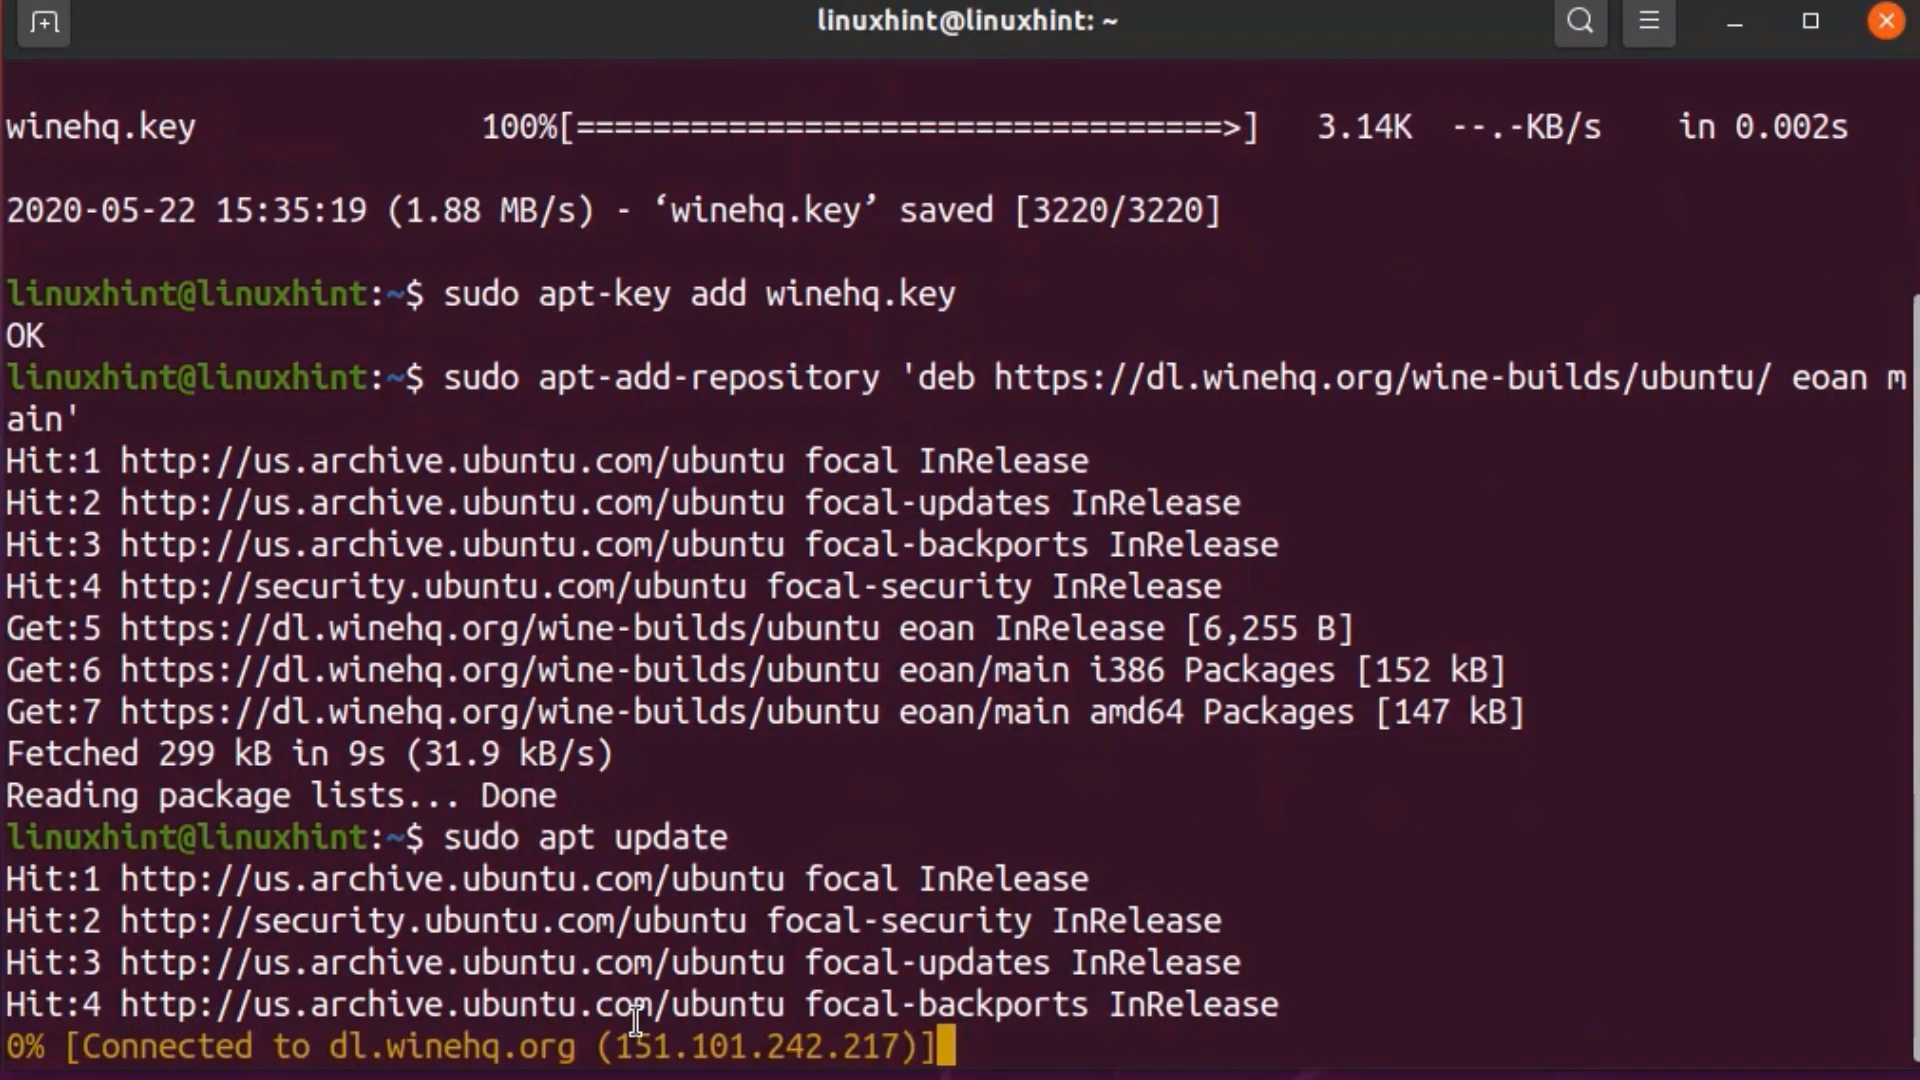 linuxhint@linuxhint: ~
winehq.key 100%[==================================>] 3.14K --.-KB/s in 0.002s
2020-05-22 15:35:19 (1.88 MB/s) - ‘winehq.key’ saved [3220/3220]
linuxhint@linuxhint:~$ sudo apt-key add winehq.key
OK
linuxhint@linuxhint:~$ sudo apt-add-repository 'deb https://dl.winehq.org/wine-builds/ubuntu/ eoan m
ain'
Hit:1 http://us.archive.ubuntu.com/ubuntu focal InRelease
Hit:2 http://us.archive.ubuntu.com/ubuntu focal-updates InRelease
Hit:3 http://us.archive.ubuntu.com/ubuntu focal-backports InRelease
Hit:4 http://security.ubuntu.com/ubuntu focal-security InRelease
Get:5 https://dl.winehq.org/wine-builds/ubuntu eoan InRelease [6,255 B]
Get:6 https://dl.winehq.org/wine-builds/ubuntu eoan/main i386 Packages [152 kB]
Get:7 https://dl.winehq.org/wine-builds/ubuntu eoan/main amd64 Packages [147 kB]
Fetched 299 kB in 9s (31.9 kB/s)
Reading package lists... Done
linuxhint@linuxhint:~$ sudo apt update
Hit:1 http://us.archive.ubuntu.com/ubuntu focal InRelease
Hit:2 http://security.ubuntu.com/ubuntu focal-security InRelease
Hit:3 http://us.archive.ubuntu.com/ubuntu focal-updates InRelease
Hit:4 http://us.archive.ubuntu.com/ubuntu focal-backports InRelease
0% [Connected to dl.winehq.org (151.101.242.217)]